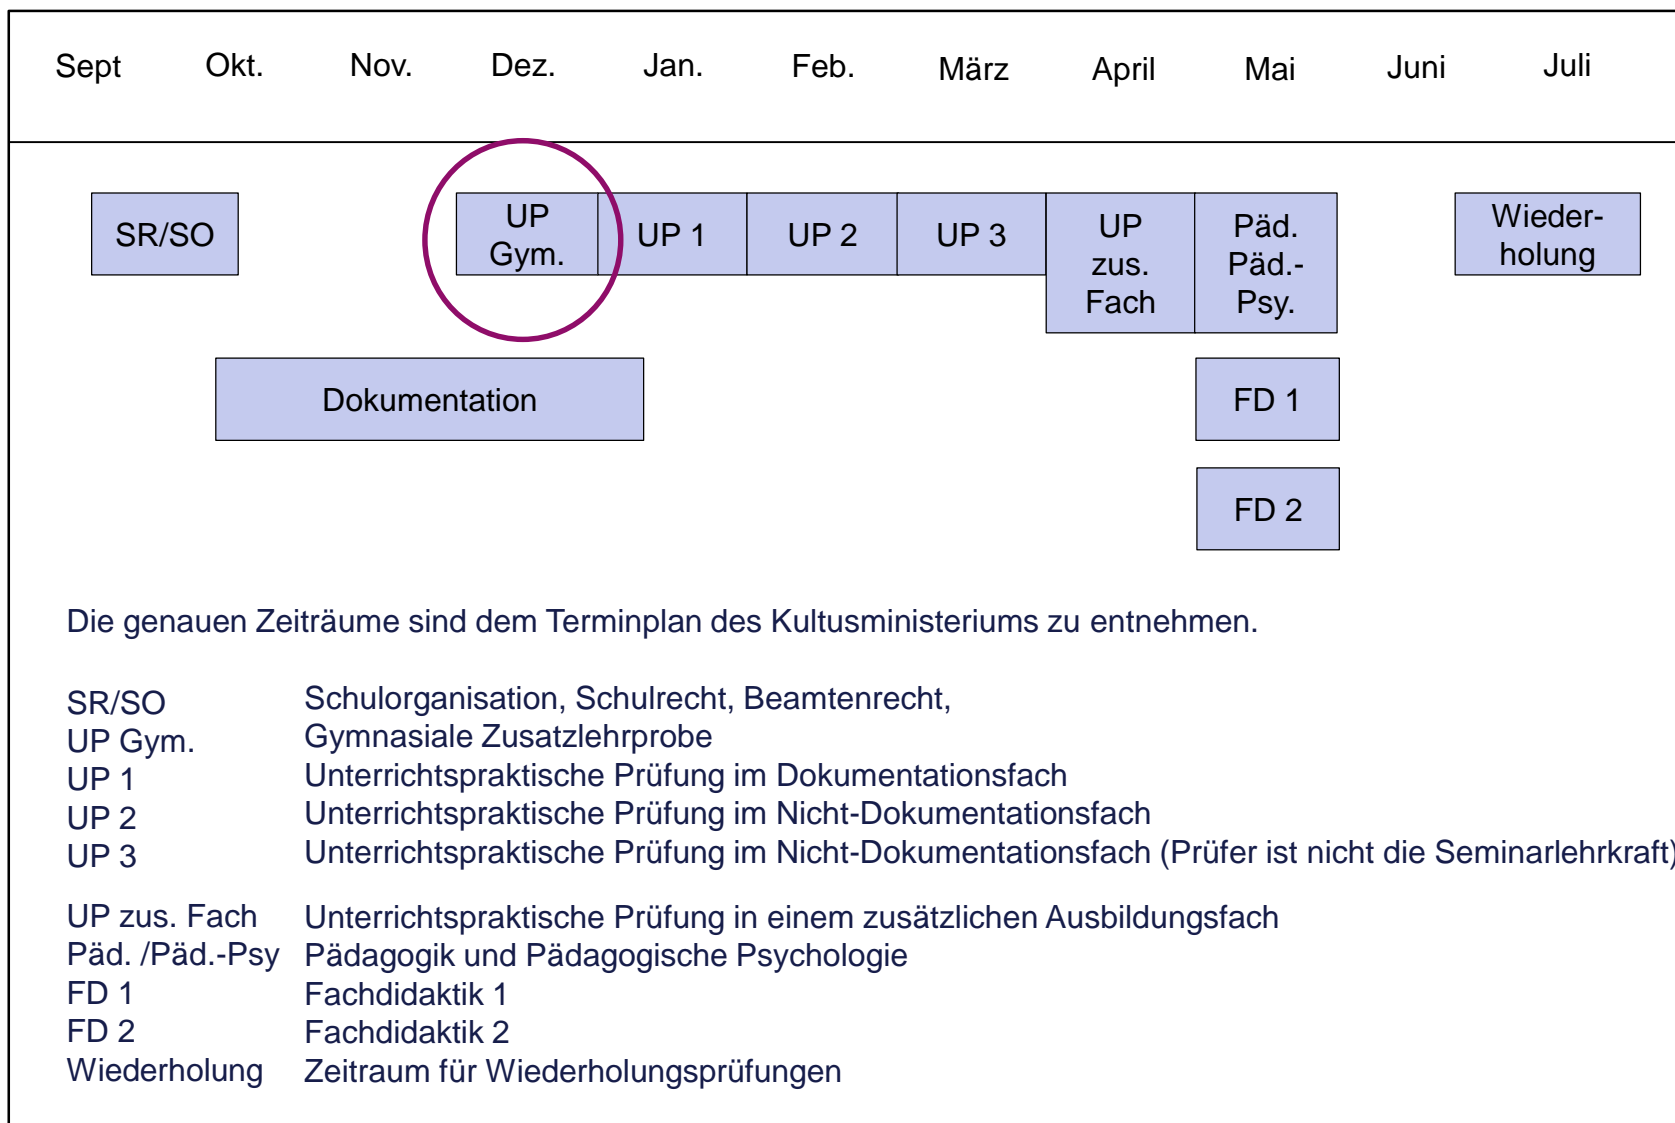 Sept Okt. Nov. Dez. Jan. Feb. März April Mai Juni Juli
SR/SO
UP
Gym.
UP 1
UP 2
UP 3
UP
zus.
Fach
Päd.
Päd.-
Psy.
Wieder-
holung
Dokumentation
FD 1
FD 2
Die genauen Zeiträume sind dem Terminplan des Kultusministeriums zu entnehmen.
SR/SO Schulorganisation, Schulrecht, Beamtenrecht,
UP Gym. Gymnasiale Zusatzlehrprobe
UP 1 Unterrichtspraktische Prüfung im Dokumentationsfach
UP 2 Unterrichtspraktische Prüfung im Nicht-Dokumentationsfach
UP 3 Unterrichtspraktische Prüfung im Nicht-Dokumentationsfach (Prüfer ist nicht die Seminarlehrkraft)
UP zus. Fach Unterrichtspraktische Prüfung in einem zusätzlichen Ausbildungsfach
Päd. /Päd.-Psy Pädagogik und Pädagogische Psychologie
FD 1 Fachdidaktik 1
FD 2 Fachdidaktik 2
Wiederholung Zeitraum für Wiederholungsprüfungen